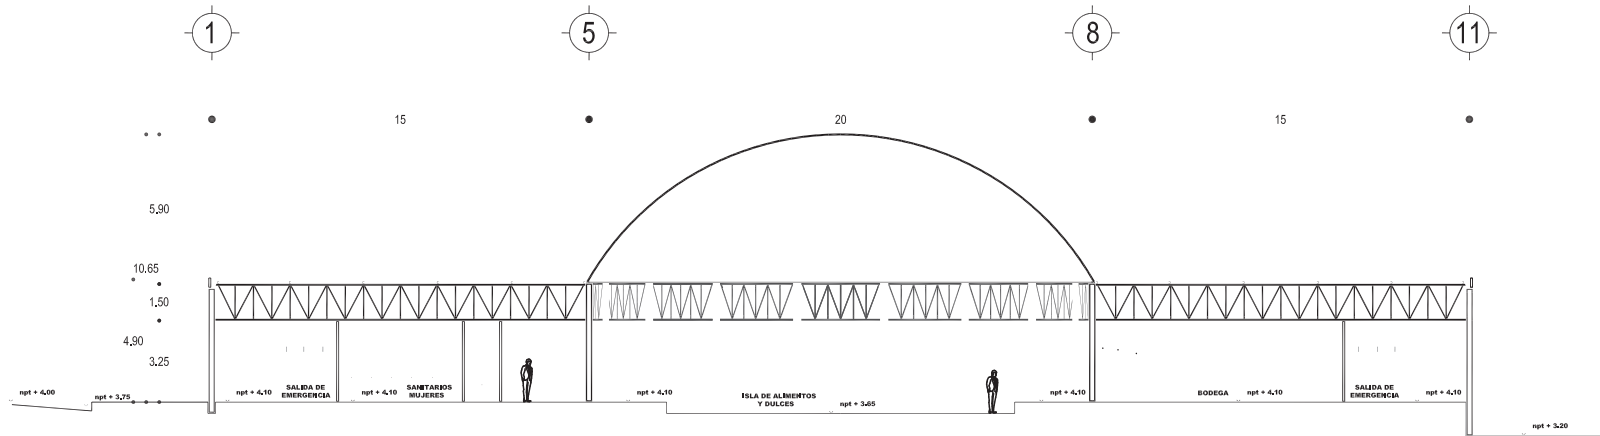 1
5
8
11
15
20
15
5.90
10.65
1.50
4.90
3.25
npt + 4.00
npt + 3.75
npt + 4.10
SALIDA DE
EMERGENCIA
npt + 4.10
SANITARIOS
MUJERES
npt + 4.10
ISLA DE ALIMENTOS
Y DULCES
npt + 3.65
npt + 4.10
BODEGA
npt + 4.10
SALIDA DE
EMERGENCIA
npt + 4.10
npt + 3.20